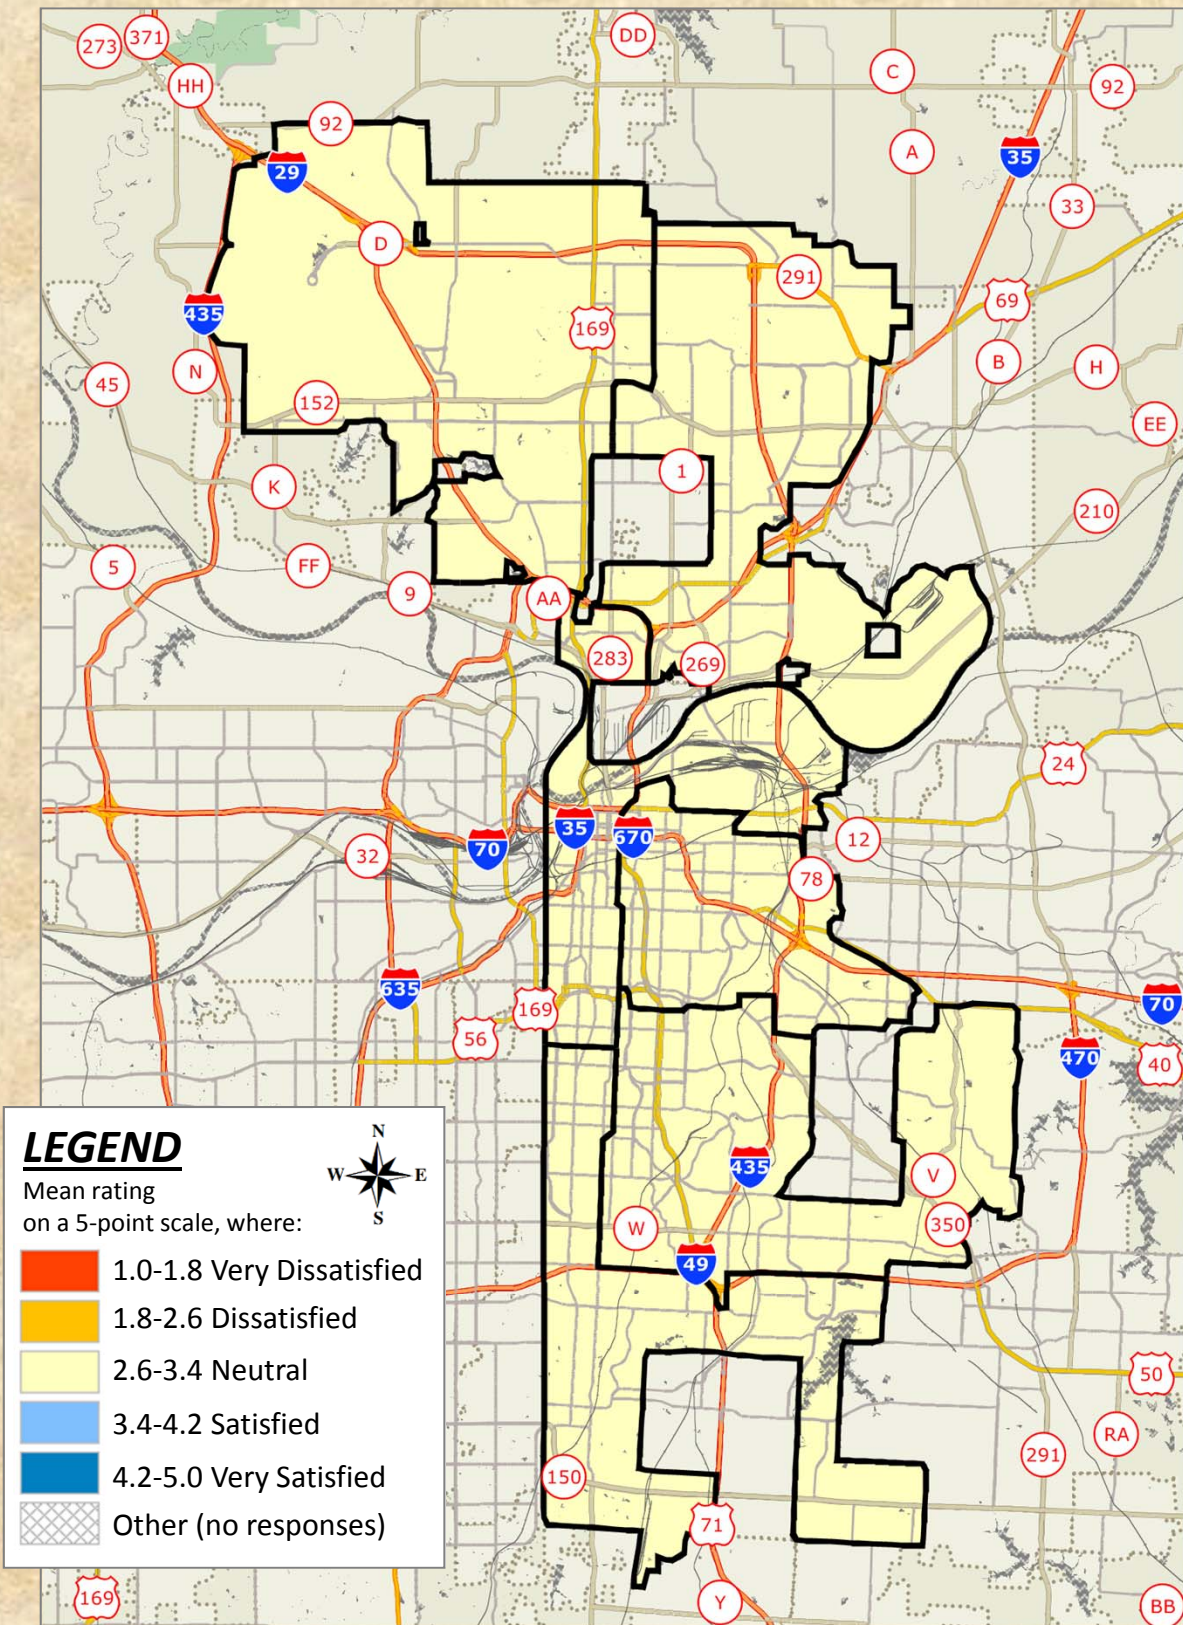 DD
371
273
C
HH
92
92
A
35
29
33
D
291
69
435
169
B
N
H
45
152
EE
1
K
210
5
FF
9
AA
283
269
24
35
670
12
70
32
78
635
70
169
56
470
40
LEGEND
N
W
E
S
Mean rating
on a 5-point scale, where:
435
V
350
W
49
1.0-1.8 Very Dissatisfied
1.8-2.6 Dissatisfied
2.6-3.4 Neutral
50
3.4-4.2 Satisfied
RA
291
4.2-5.0 Very Satisfied
150
Other (no responses)
71
169
Y
BB